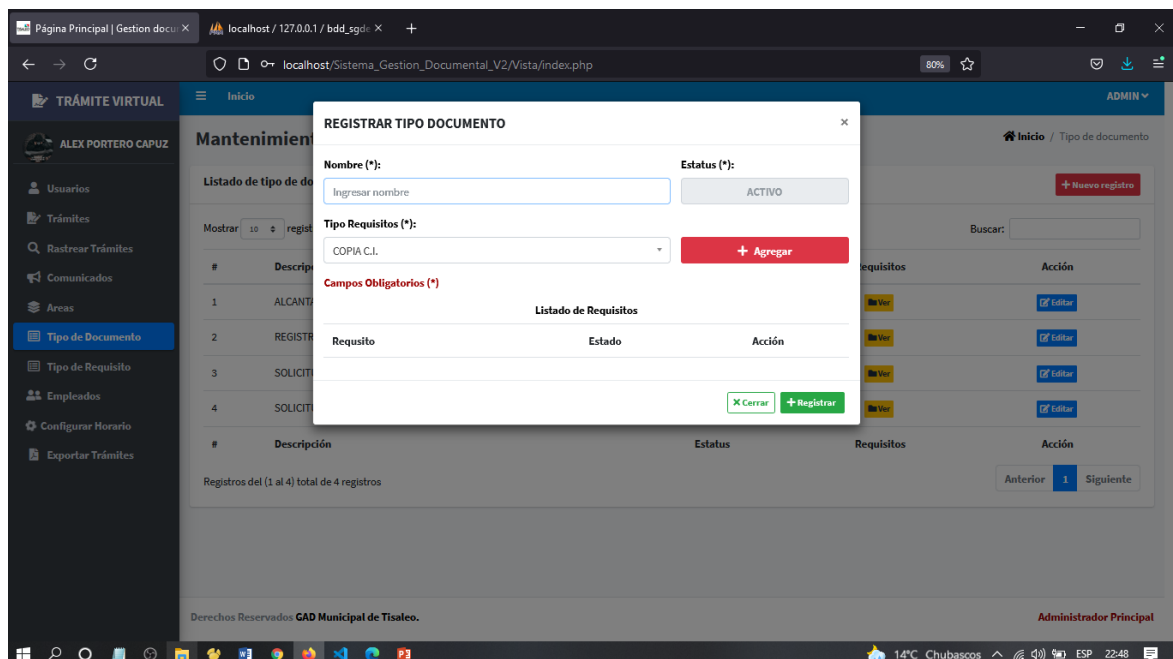 Página Principal | Gestion docu
localhost / 127.0.0.1 / bdd_sgde
localhost/Sistema_Gestion_Documental_V2/Vista/index.php
80%
TRÁMITE VIRTUAL
Inicio
ADMIN
ALEX PORTERO CAPUZ
Mantenimient
Inicio / Tipo de documento
Usuarios
Trámites
Rastrear Trámites
Comunicados
Areas
Tipo de Documento
Tipo de Requisito
Empleados
Configurar Horario
Exportar Trámites
Listado de tipo de do
+ Nuevo registro
Mostrar 10 regist
Buscar:
# Descrip equisitos Acción
1 ALCANTA Ver Editar
2 REGISTR Ver Editar
3 SOLICIT Ver Editar
4 SOLICIT Ver Editar
# Descripción Estatus Requisitos Acción
Registros del (1 al 4) total de 4 registros
Anterior 1 Siguiente
REGISTRAR TIPO DOCUMENTO ×
Nombre (*): Estatus (*):
Ingresar nombre ACTIVO
Tipo Requisitos (*):
COPIA C.I. + Agregar
Campos Obligatorios (*)
Listado de Requisitos
Requsito Estado Acción
× Cerrar + Registrar
Derechos Reservados GAD Municipal de Tisaleo.
Administrador Principal
14°C Chubascos ESP 22:48